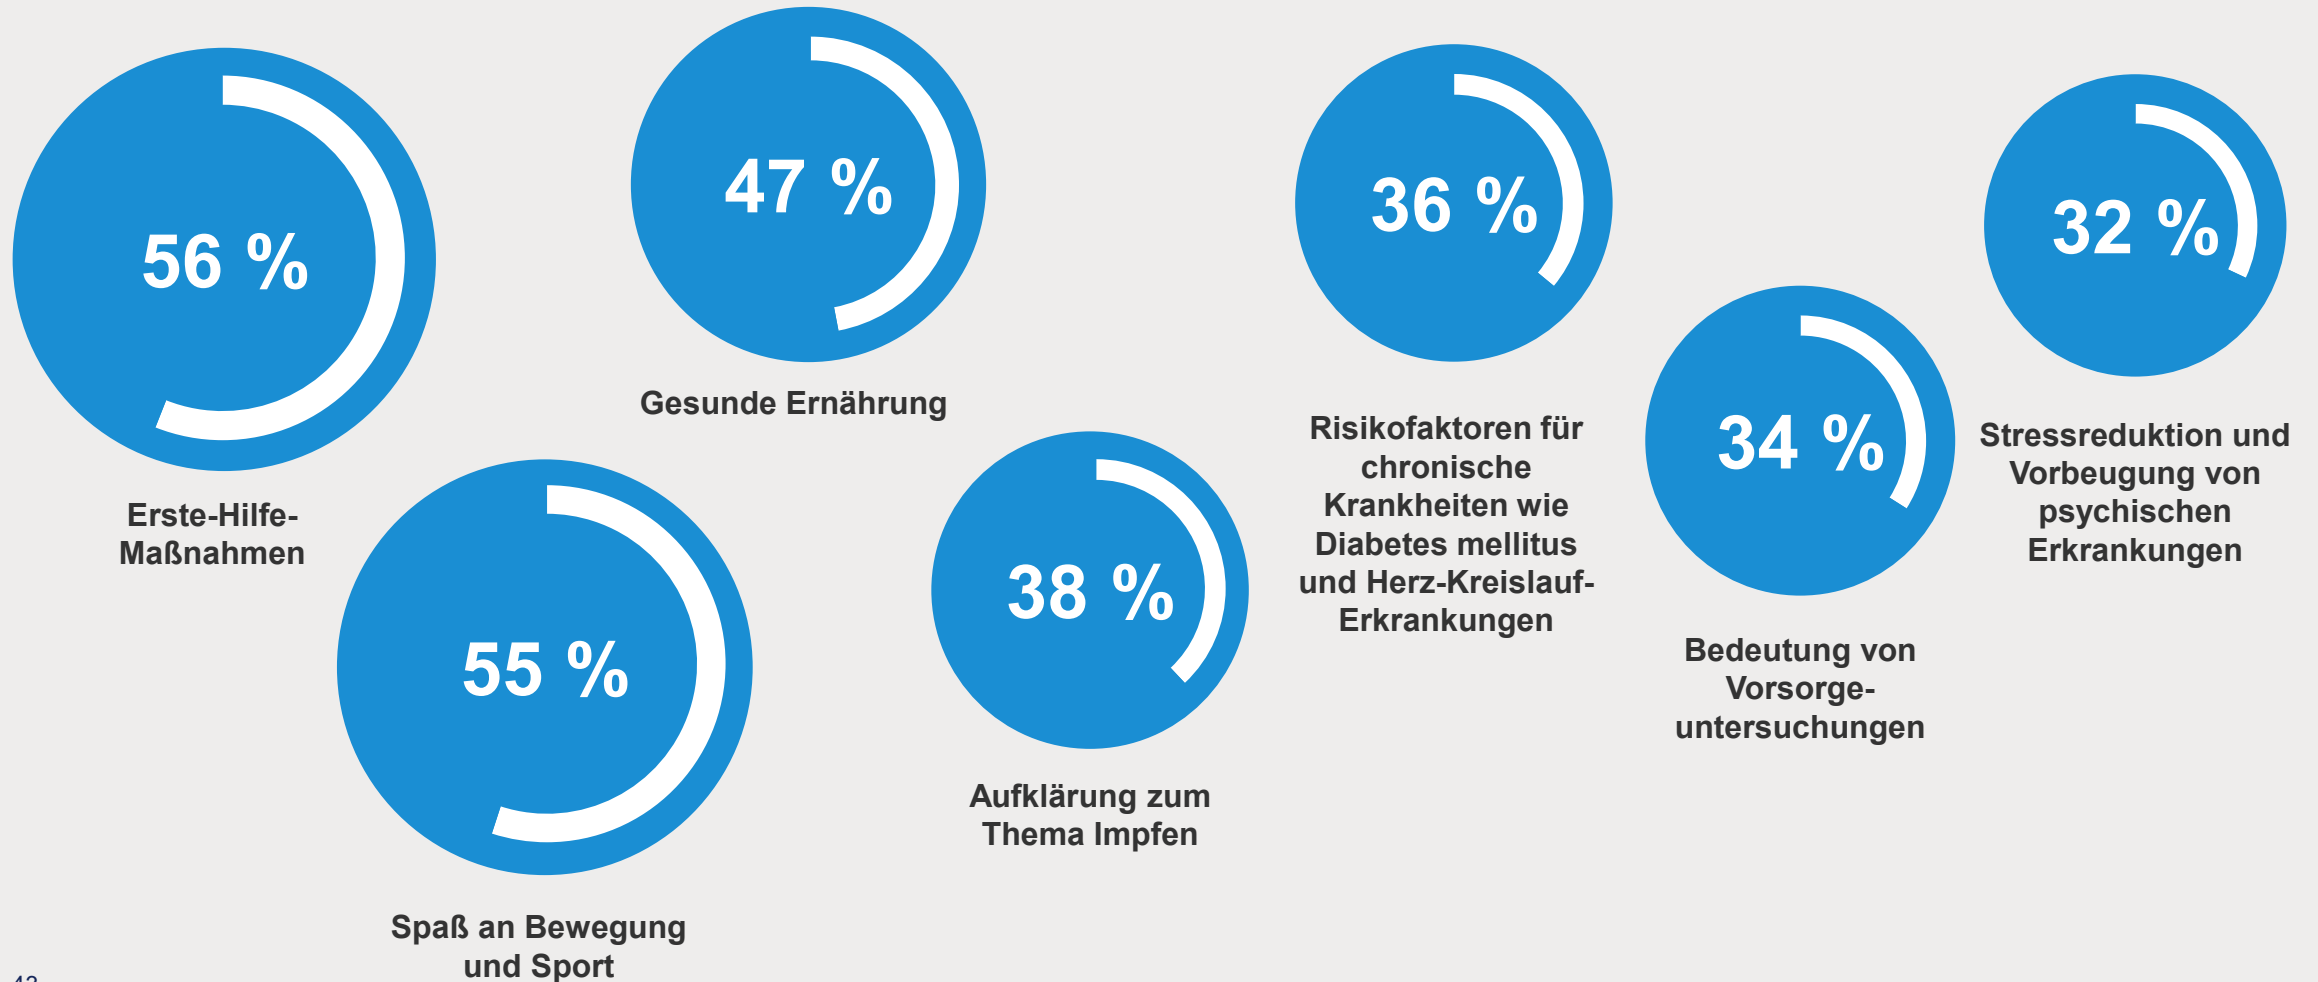 56 %
Erste-Hilfe-
Maßnahmen
55 %
Spaß an Bewegung
und Sport
47 %
Gesunde Ernährung
38 %
Aufklärung zum
Thema Impfen
36 %
Risikofaktoren für
chronische
Krankheiten wie
Diabetes mellitus
und Herz-Kreislauf-
Erkrankungen
34 %
Bedeutung von
Vorsorge-
untersuchungen
32 %
Stressreduktion und
Vorbeugung von
psychischen
Erkrankungen